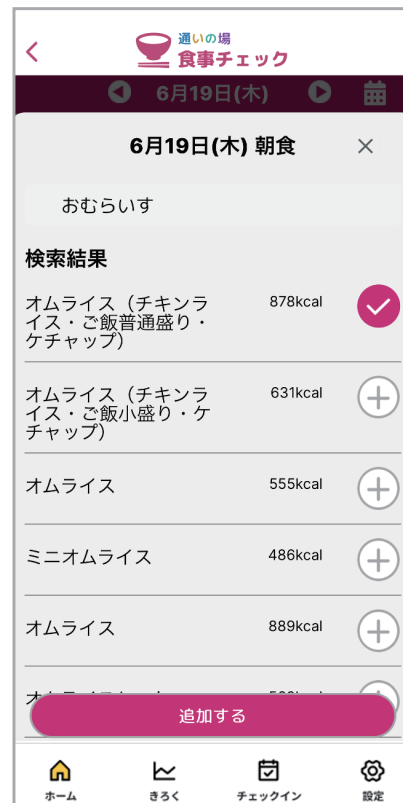 通いの場
食事チェック
6月19日(木)
6月19日(木) 朝食
おむらいす
検索結果
オムライス（チキンラ
イス・ご飯普通盛り・
ケチャップ）
878kcal
オムライス（チキンラ
イス・ご飯小盛り・ケ
チャップ）
631kcal
オムライス
555kcal
ミニオムライス
486kcal
オムライス
889kcal
追加する
ホーム
きろく
チェックイン
設定